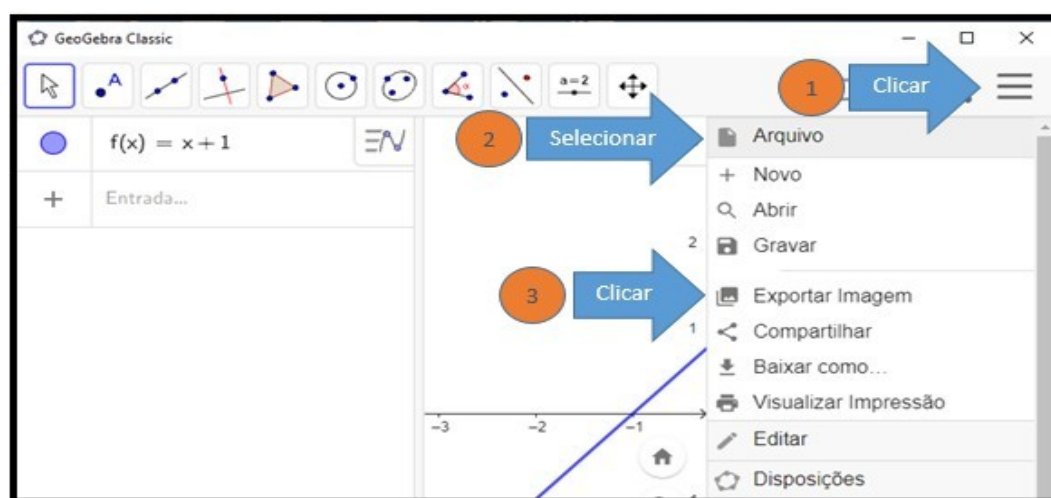 GeoGebra Classic
A
a=2
1 Clicar
f(x) = x + 1
2 Selecionar
Arquivo
+ Novo
+ Entrada...
Abrir
2
Gravar
3 Clicar
Exportar Imagem
1
Compartilhar
Baixar como...
Visualizar Impressão
-3 -2 -1
Editar
Disposições